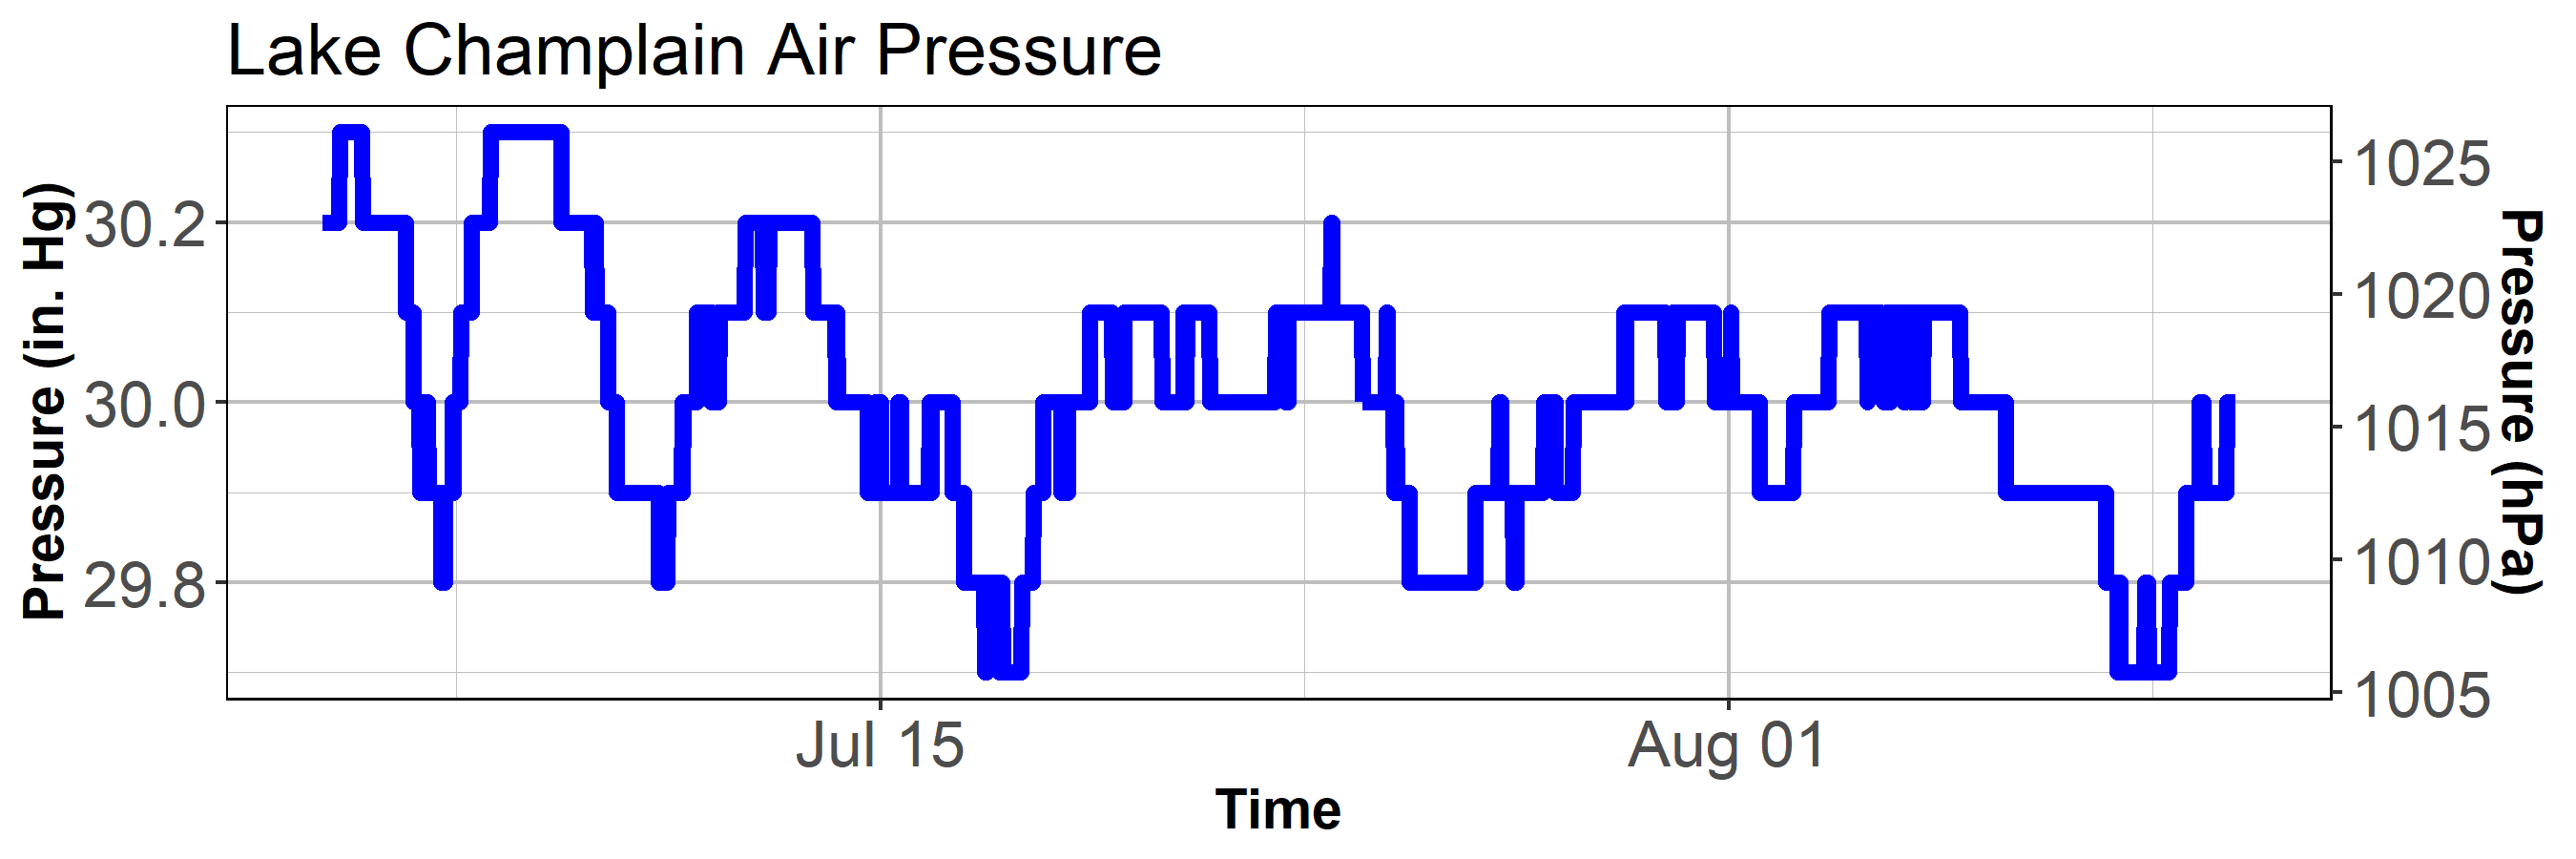 Lake Champlain Air Pressure
Pressure (in. Hg)
30.2
30.0
29.8
1025
1020
1015
1010
1005
Pressure (hPa)
Jul 15
Aug 01
Time